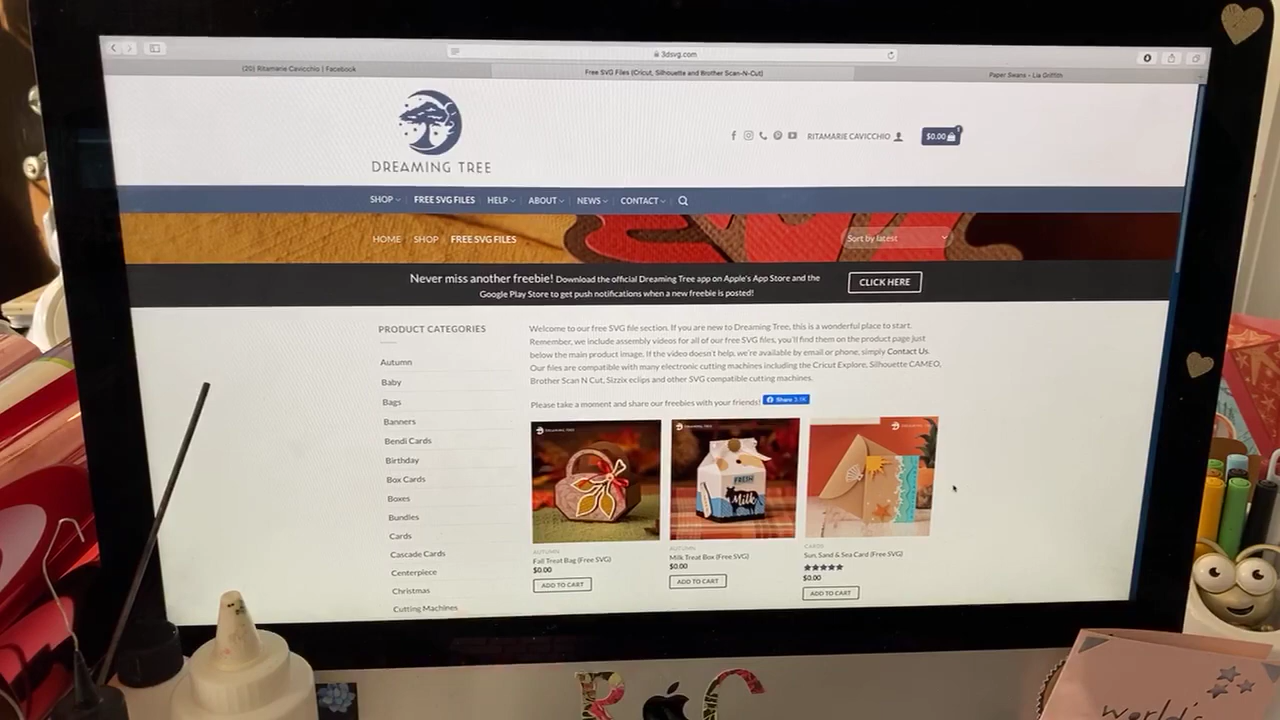 3dsvg.com
(20) Ritamarie Cavicchio | Facebook
Free SVG Files (Cricut, Silhouette and Brother Scan-N-Cut)
Paper Swans - Lia Griffith
DREAMING TREE
RITAMARIE CAVICCHIO
$0.00
1
SHOP FREE SVG FILES HELP ABOUT NEWS CONTACT
HOME SHOP FREE SVG FILES
Sort by latest
Never miss another freebie! Download the official Dreaming Tree app on Apple's App Store and the
Google Play Store to get push notifications when a new freebie is posted!
CLICK HERE
PRODUCT CATEGORIES
Autumn
Baby
Bags
Banners
Bendi Cards
Birthday
Box Cards
Boxes
Bundles
Cards
Cascade Cards
Centerpiece
Christmas
Cutting Machines
Welcome to our free SVG file section. If you are new to Dreaming Tree, this is a wonderful place to start.
Remember, we include assembly videos for all of our free SVG files, you'll find them on the product page just
below the main product image. If the video doesn't help, we're available by email or phone, simply Contact Us.
Our files are compatible with many electronic cutting machines including the Cricut Explore, Silhouette CAMEO,
Brother Scan N Cut, Sizzix eclips and other SVG compatible cutting machines.
Please take a moment and share our freebies with your friends!
Share
DREAMING TREE
DREAMING TREE
DREAMING TREE
FRESH
Milk
AUTUMN
Fall Treat Bag (Free SVG)
$0.00
ADD TO CART
AUTUMN
Milk Treat Box (Free SVG)
$0.00
ADD TO CART
CARDS
Sun, Sand & Sea Card (Free SVG)
$0.00
ADD TO CART
R C
World's